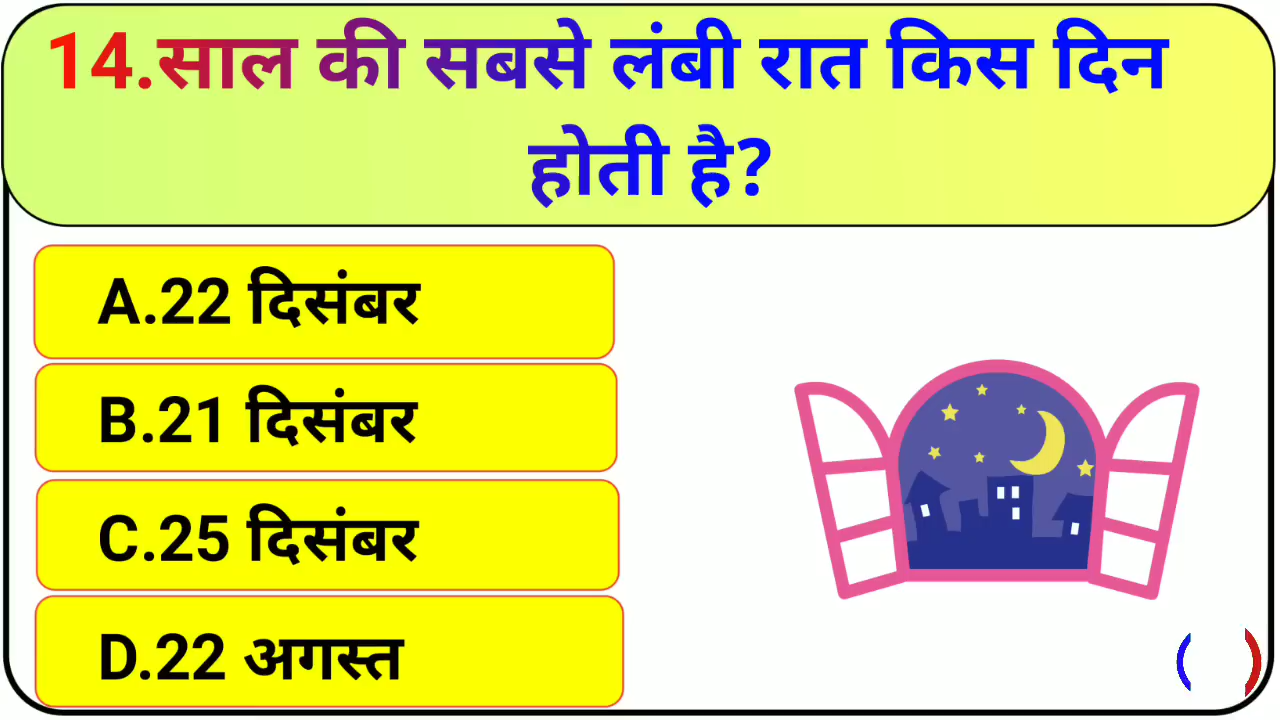 14.साल की सबसे लंबी रात किस दिन
होती है?
A.22 दिसंबर
B.21 दिसंबर
C.25 दिसंबर
D.22 अगस्त